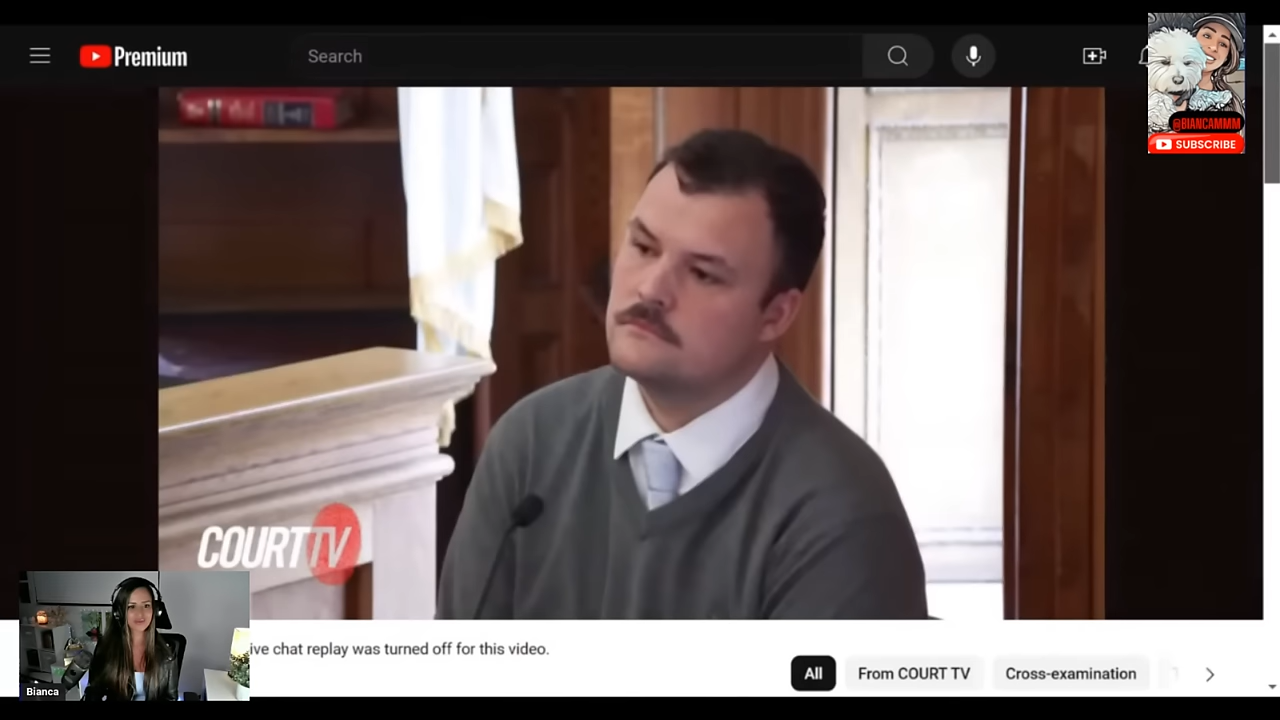 Premium
Search
@BIANCAMMM
SUBSCRIBE
COURT TV
Bianca
ive chat replay was turned off for this video.
All
From COURT TV
Cross-examination